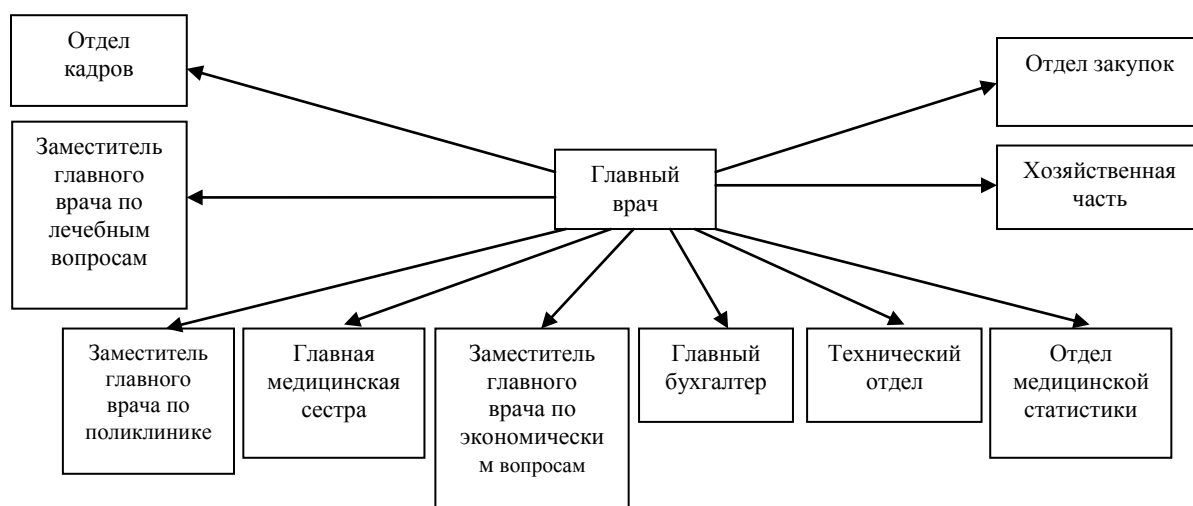 Отдел
кадров
Отдел закупок
Заместитель
главного
врача по
лечебным
вопросам
Главный
врач
Хозяйственная
часть
Заместитель
главного
врача по
поликлинике
Главная
медицинская
сестра
Заместитель
главного
врача по
экономически
м вопросам
Главный
бухгалтер
Технический
отдел
Отдел
медицинской
статистики